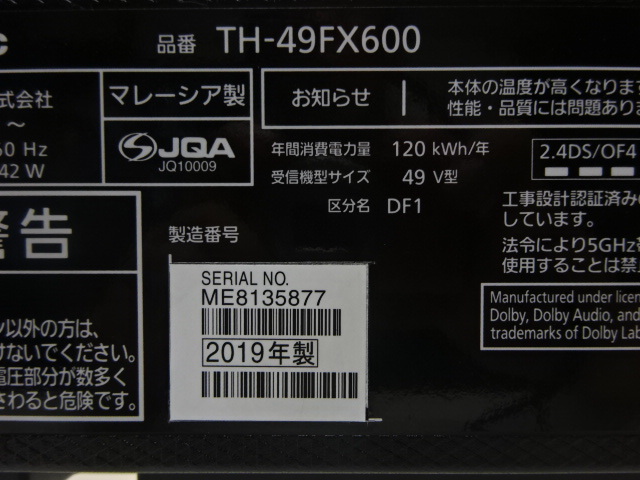 c 品番 TH-49FX600
式会社
マレーシア製
お知らせ
本体の温度が高くなります
性能・品質には問題ありま
～
60 Hz
42 W
JQA
JQ10009
年間消費電力量 120 kWh/年
受信機型サイズ 49 V型
区分名 DF1
2.4DS/OF4
工事設計認証済みの
しています。
法令により5GHz
使用することは禁
警告
製造番号
SERIAL NO.
ME8135877
2019年製
Manufactured under licen
Dolby, Dolby Audio, and
trademarks of Dolby Lab
ン以外の方は、
けないでください。
電圧部分が数多く
さわると危険です。